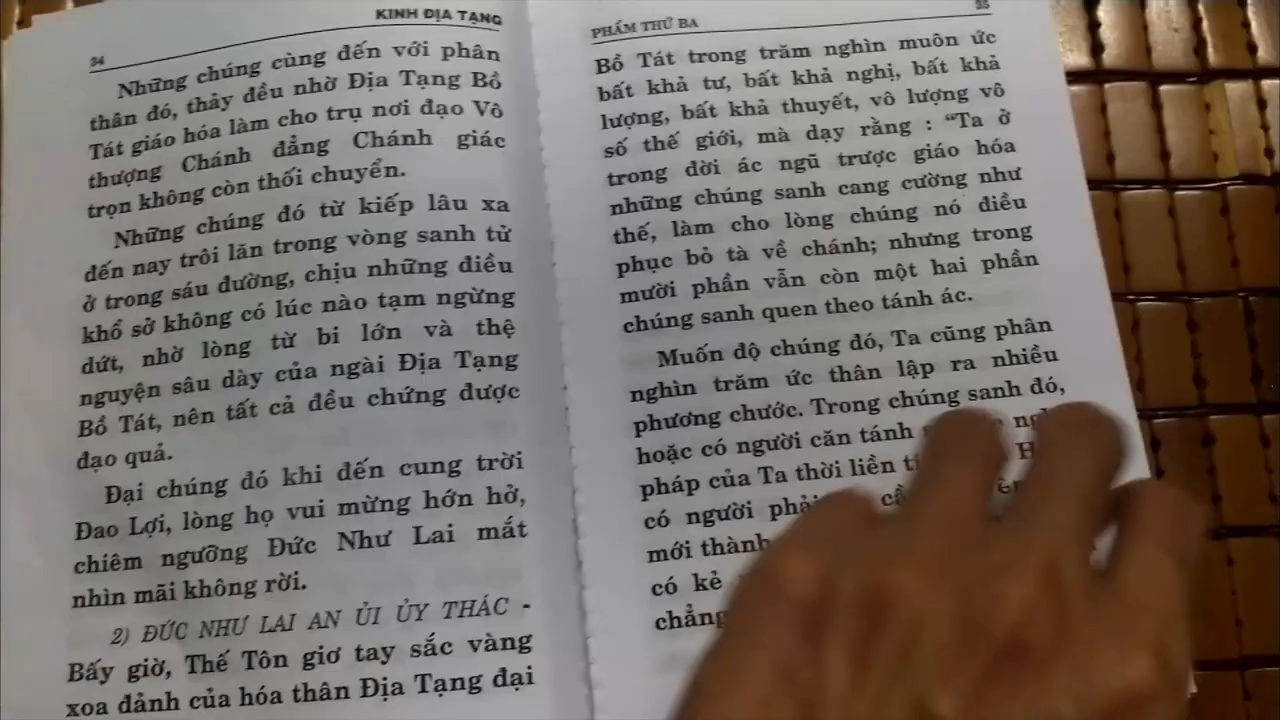 34
KINH ĐỊA TẠNG
Những chúng cùng đến với phân
thân đó, thảy đều nhờ Địa Tạng Bồ
Tát giáo hóa làm cho trụ nơi đạo Vô
thượng Chánh đẳng Chánh giác
trọn không còn thối chuyển.
Những chúng đó từ kiếp lâu xa
đến nay trôi lăn trong vòng sanh tử
ở trong sáu đường, chịu những điều
khổ sở không có lúc nào tạm ngừng
dứt, nhờ lòng từ bi lớn và thệ
nguyện sâu dày của ngài Địa Tạng
Bồ Tát, nên tất cả đều chứng được
đạo quả.
Đại chúng đó khi đến cung trời
Đao Lợi, lòng họ vui mừng hớn hở,
chiêm ngưỡng Đức Như Lai mắt
nhìn mãi không rời.
2) ĐỨC NHƯ LAI AN ỦI ỦY THÁC -
Bấy giờ, Thế Tôn giơ tay sắc vàng
xoa đảnh của hóa thân Địa Tạng đại
PHẨM THỨ BA
35
Bồ Tát trong trăm nghìn muôn ức
bất khả tư, bất khả nghị, bất khả
lượng, bất khả thuyết, vô lượng vô
số thế giới, mà dạy rằng : “Ta ở
trong đời ác ngũ trược giáo hóa
những chúng sanh cang cường như
thế, làm cho lòng chúng nó điều
phục bỏ tà về chánh; nhưng trong
mười phần vẫn còn một hai phần
chúng sanh quen theo tánh ác.
Muốn độ chúng đó, Ta cũng phân
nghìn trăm ức thân lập ra nhiều
phương chước. Trong chúng sanh đó,
hoặc có người căn tánh
pháp của Ta thời liền
có người phải
mới thành
có kẻ
chẳng